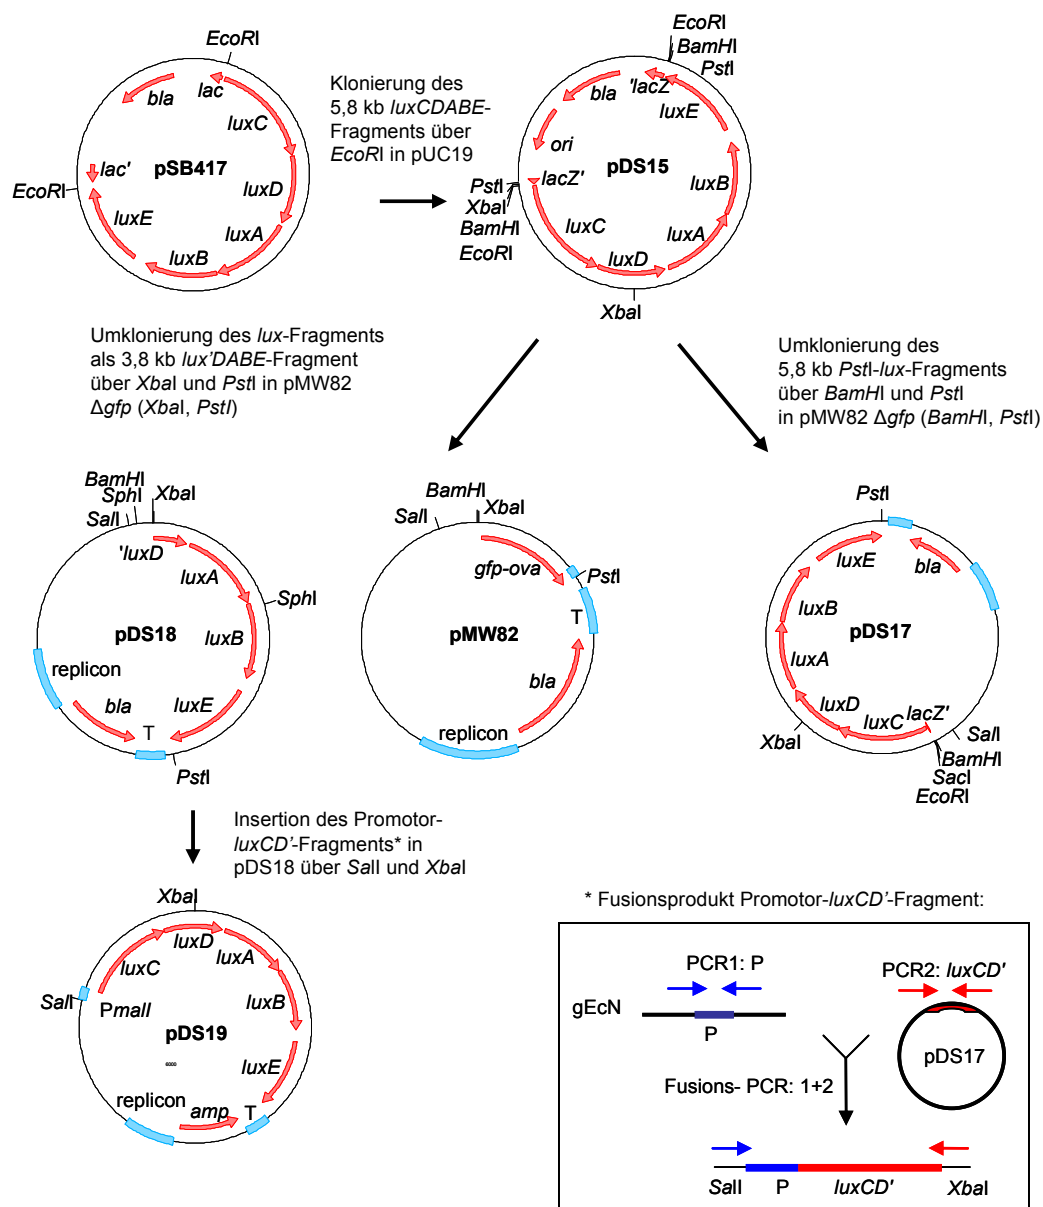 EcoRI
bla
lac
luxC
pSB417
lac'
EcoRI
luxD
luxE
luxA
luxB
Klonierung des
5,8 kb luxCDABE-
Fragments über
EcoRI in pUC19
EcoRI
BamHI
PstI
'lacZ
bla
luxE
ori
pDS15
luxB
lacZ'
PstI
XbaI
BamHI
EcoRI
luxC
luxA
luxD
XbaI
Umklonierung des lux-Fragments
als 3,8 kb lux'DABE-Fragment
über XbaI und PstI in pMW82
Δgfp (XbaI, PstI)
Umklonierung des
5,8 kb PstI-lux-Fragments
über BamHI und PstI
in pMW82 Δgfp (BamHI, PstI)
BamHI
SphI
XbaI
SalI
'luxD
luxA
SphI
luxB
pDS18
replicon
luxE
bla
T
PstI
BamHI
XbaI
SalI
gfp-ova
PstI
T
pMW82
bla
replicon
PstI
luxE
bla
luxB
pDS17
luxA
luxD
luxC
lacZ'
XbaI
SalI
BamHI
SacI
EcoRI
Insertion des Promotor-
luxCD'-Fragments* in
pDS18 über SalI und XbaI
XbaI
luxD
luxC
luxA
SalI
PmalI
luxB
pDS19
luxE
replicon
amp
T
* Fusionsprodukt Promotor-luxCD'-Fragment:
PCR1: P
PCR2: luxCD'
gEcN
P
pDS17
Fusions- PCR: 1+2
SalI P luxCD' XbaI